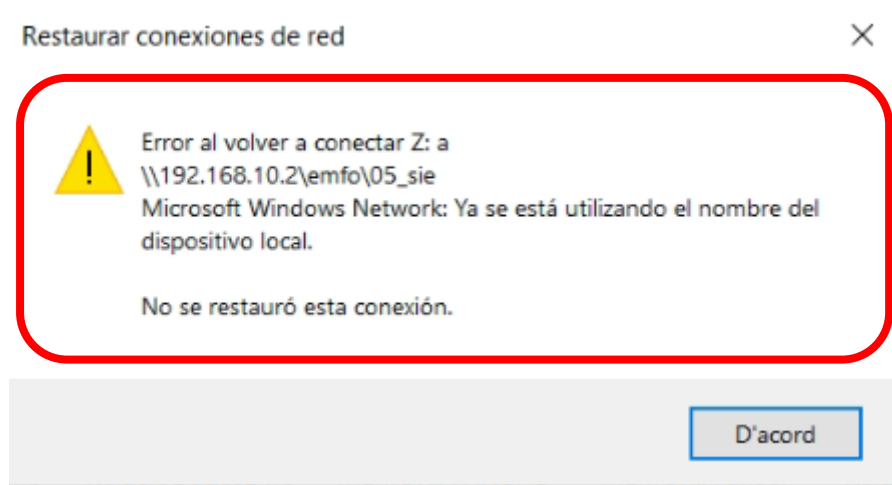 Restaurar conexiones de red
Error al volver a conectar Z: a
\\192.168.10.2\emfo\05_sie
Microsoft Windows Network: Ya se está utilizando el nombre del
dispositivo local.
No se restauró esta conexión.
D'acord